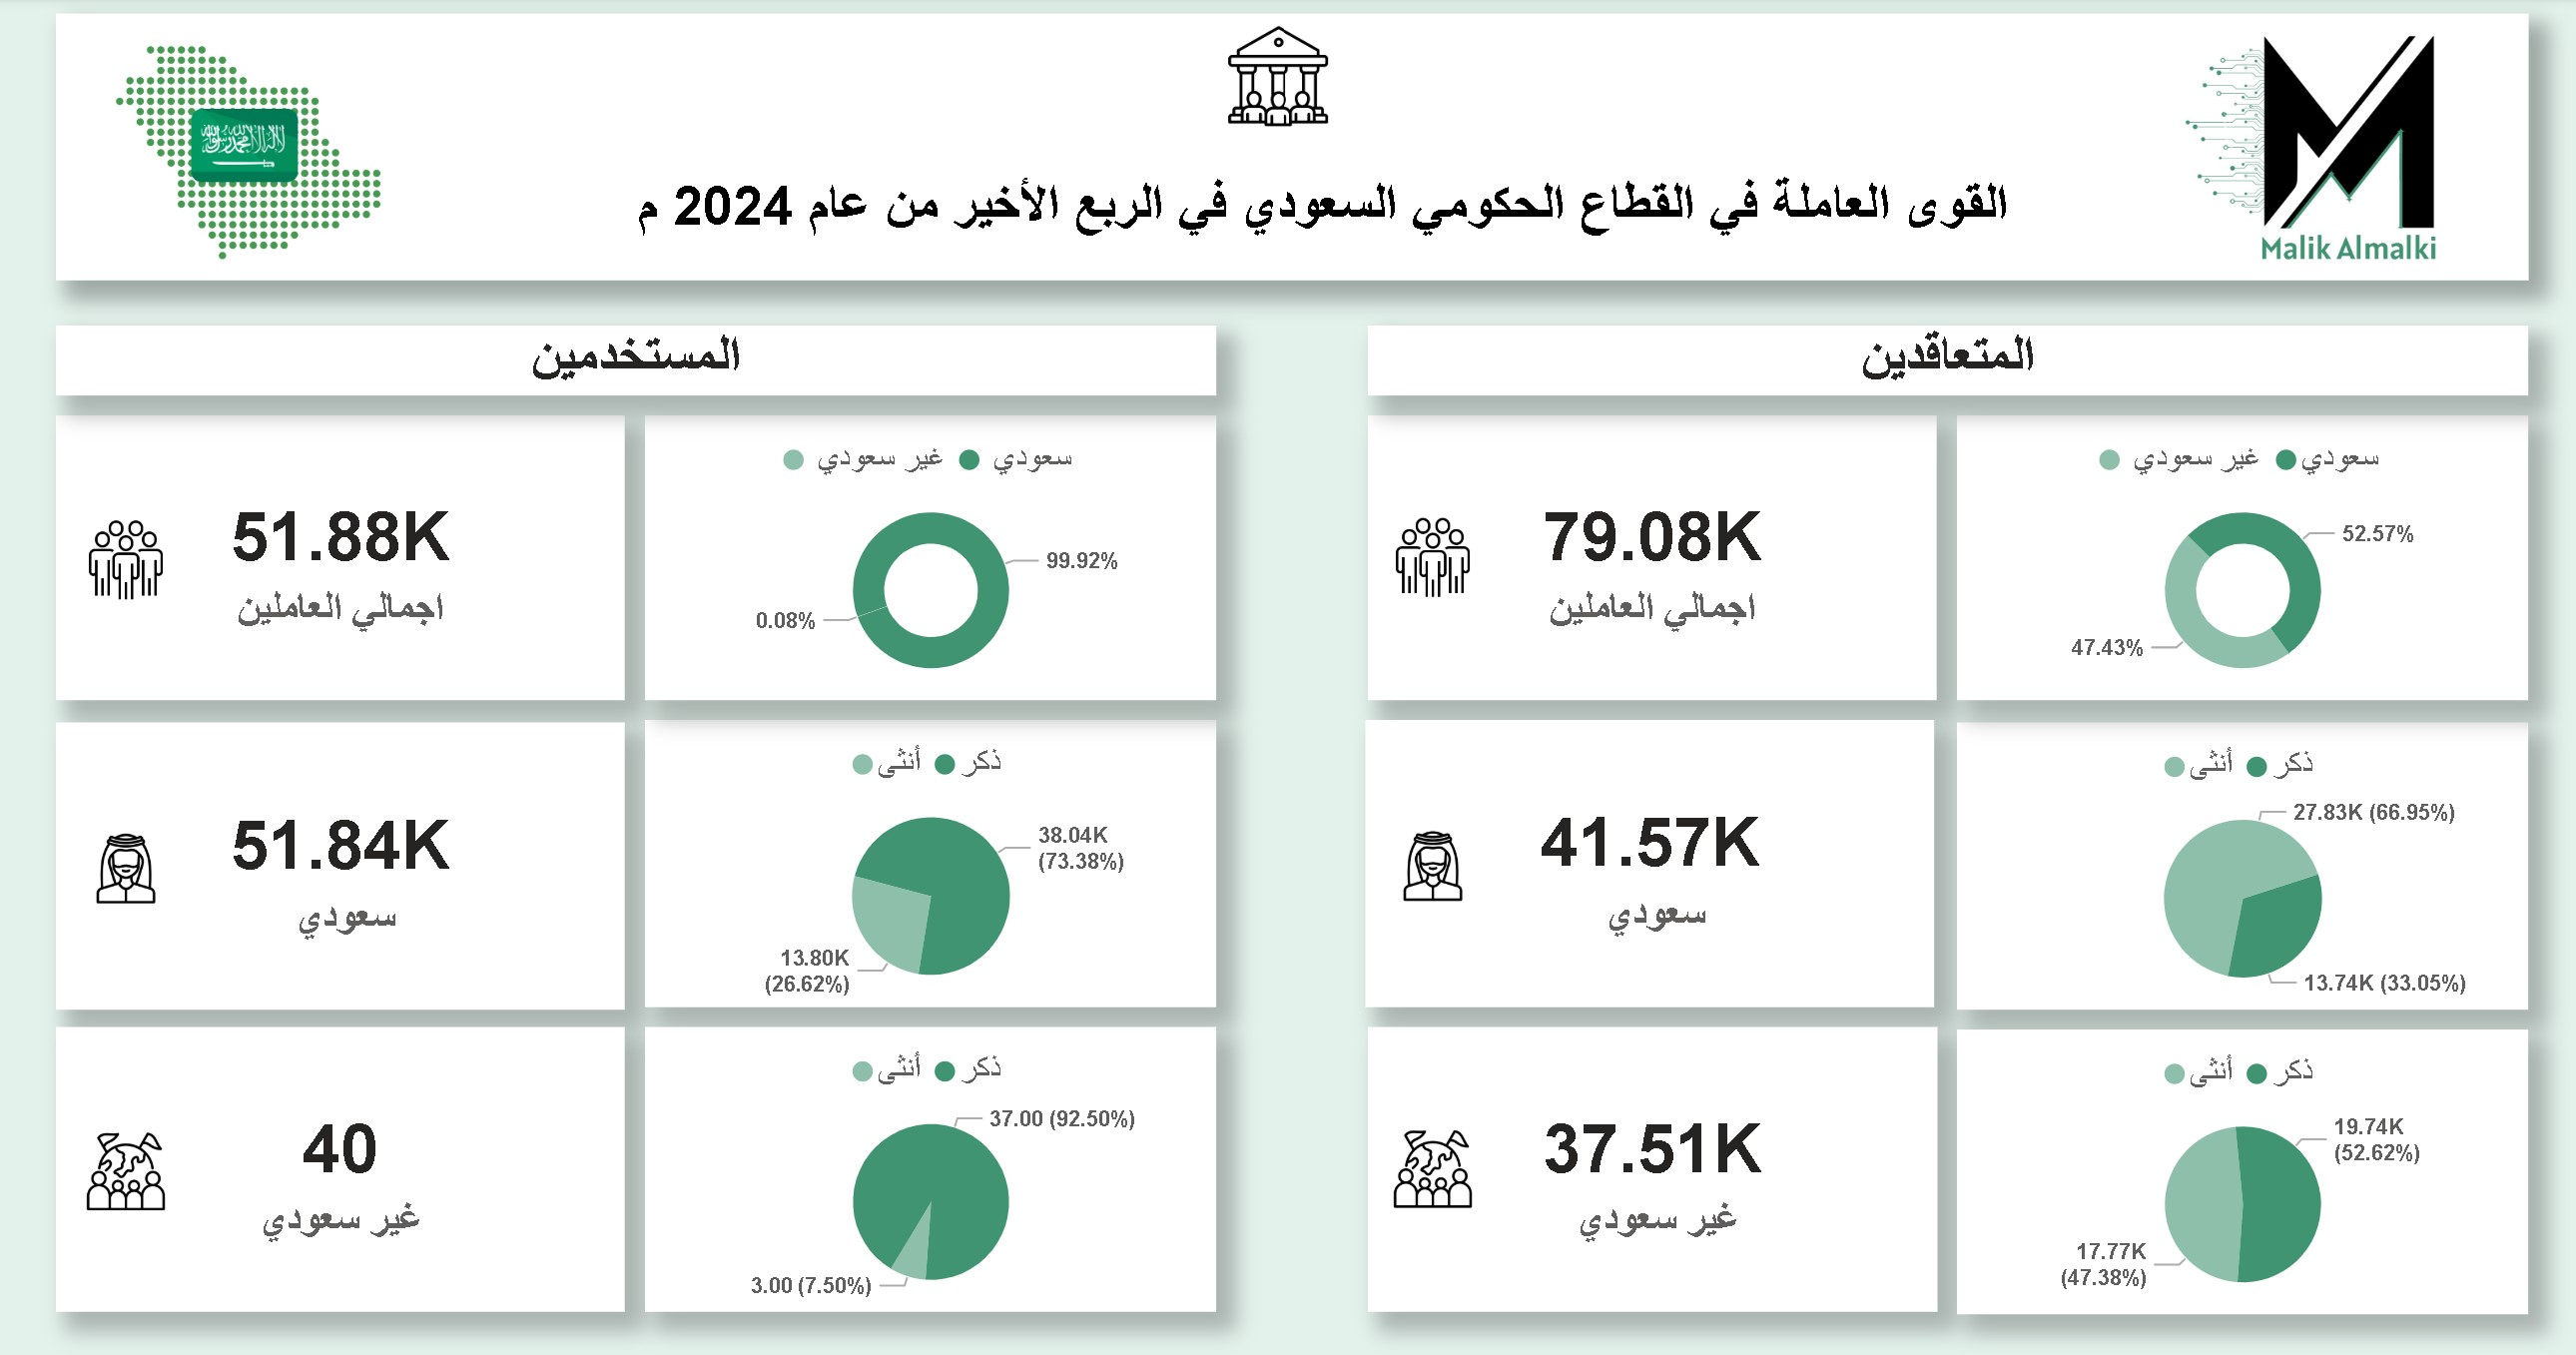 القوى العاملة في القطاع الحكومي السعودي في الربع الأخير من عام 2024 م
Malik Almalki
المتعاقدين
سعودي غير سعودي
52.57%
47.43%
79.08K
اجمالي العاملين
ذكر أنثى
27.83K (66.95%)
13.74K (33.05%)
41.57K
سعودي
ذكر أنثى
19.74K
(52.62%)
17.77K
(47.38%)
37.51K
غير سعودي
المستخدمين
سعودي غير سعودي
99.92%
0.08%
51.88K
اجمالي العاملين
ذكر أنثى
38.04K
(73.38%)
13.80K
(26.62%)
51.84K
سعودي
ذكر أنثى
37.00 (92.50%)
3.00 (7.50%)
40
غير سعودي